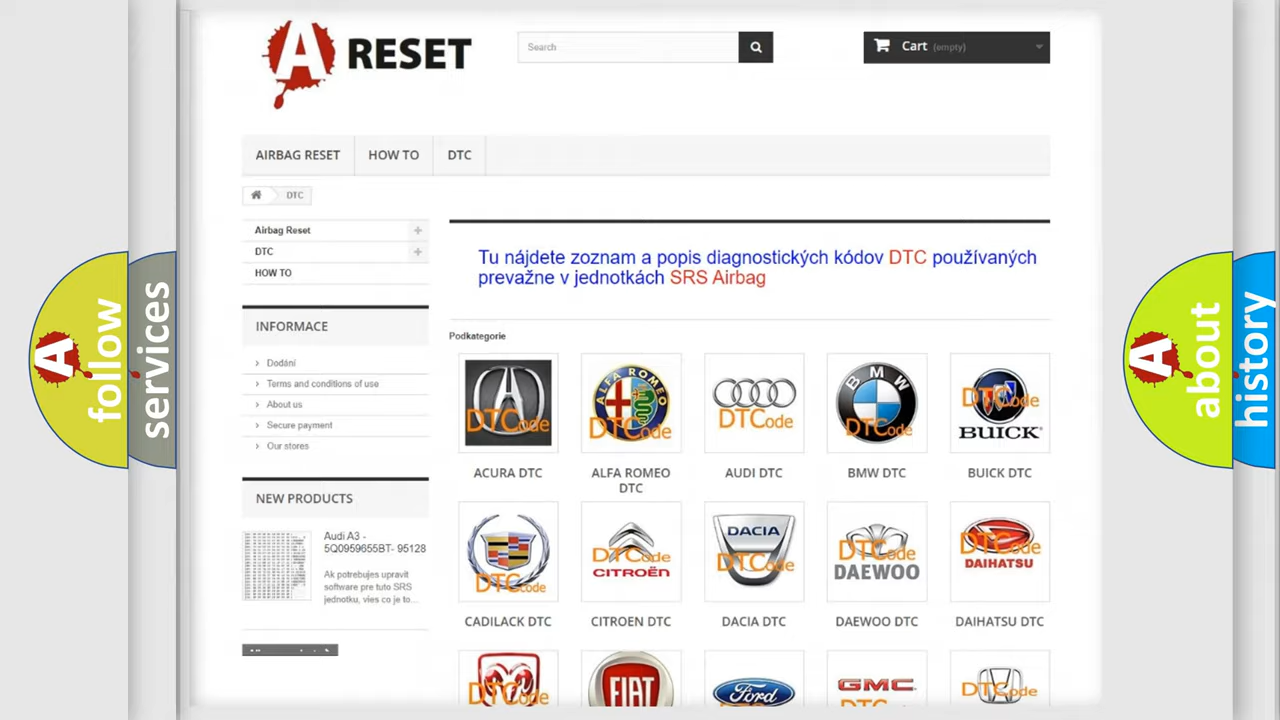 A RESET
Search
Cart (empty)
AIRBAG RESET
HOW TO
DTC
DTC
Airbag Reset
DTC
HOW TO
INFORMACE
Dodání
Terms and conditions of use
About us
Secure payment
Our stores
NEW PRODUCTS
Audi A3 -
5Q0959655BT- 95128
Ak potrebujes upravit
software pre tuto SRS
jednotku, vies co je to...
Tu nájdete zoznam a popis diagnostických kódov DTC používaných
prevažne v jednotkách SRS Airbag
Podkategorie
DTCode
ALFA ROMEO
DTCode
DTCode
BMW
DTCode
DTCode
BUICK
ACURA DTC
ALFA ROMEO
DTC
AUDI DTC
BMW DTC
BUICK DTC
DTCode
DTCode
CITROËN
DACIA
DTCode
DTCode
DAEWOO
DTCode
DAIHATSU
CADILACK DTC
CITROEN DTC
DACIA DTC
DAEWOO DTC
DAIHATSU DTC
DTCode
FIAT
Ford
GMC
DTCode
A follow
services
A about
history